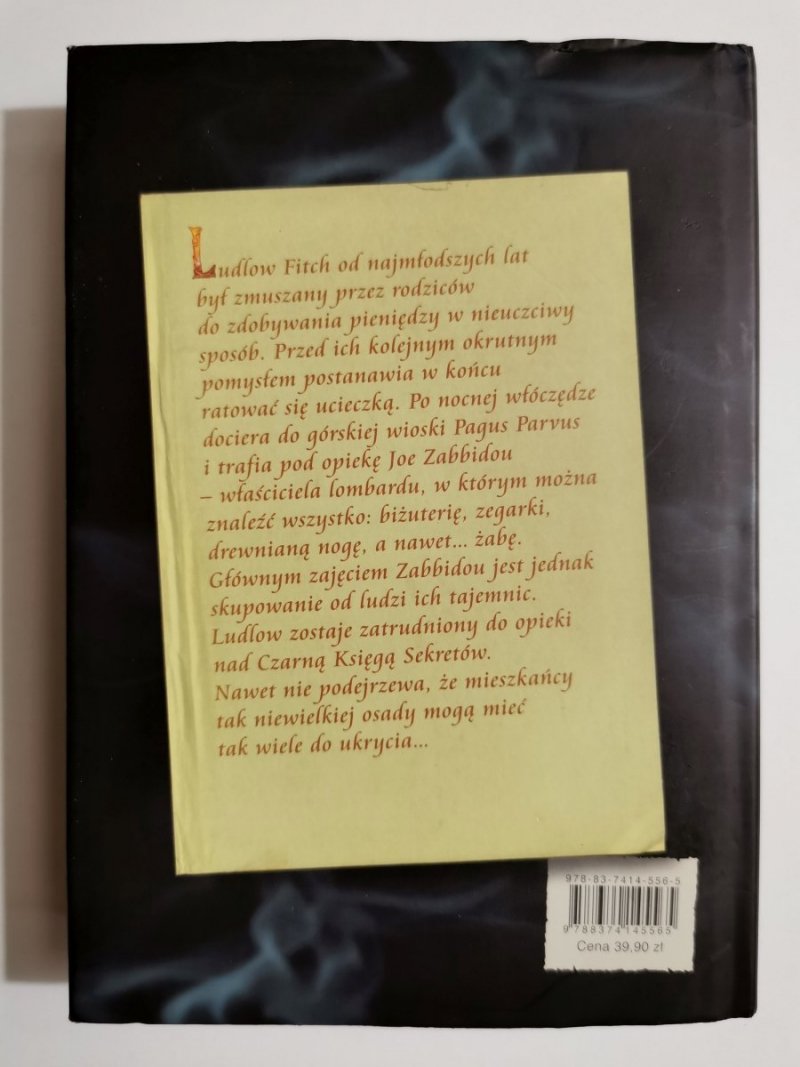 Ludlow Fitch od najmłodszych lat
był zmuszany przez rodziców
do zdobywania pieniędzy w nieuczciwy
sposób. Przed ich kolejnym okrutnym
pomysłem postanawia w końcu
ratować się ucieczką. Po nocnej włóczędze
dociera do górskiej wioski Pagus Parvus
i trafia pod opiekę Joe Zabbidou
– właściciela lombardu, w którym można
znaleźć wszystko: biżuterię, zegarki,
drewnianą nogę, a nawet... żabę.
Głównym zajęciem Zabbidou jest jednak
skupowanie od ludzi ich tajemnic.
Ludlow zostaje zatrudniony do opieki
nad Czarną Księgą Sekretów.
Nawet nie podejrzewa, że mieszkańcy
tak niewielkiej osady mogą mieć
tak wiele do ukrycia...
978-83-7414-556-5
9788374145565
Cena 39,90 zł